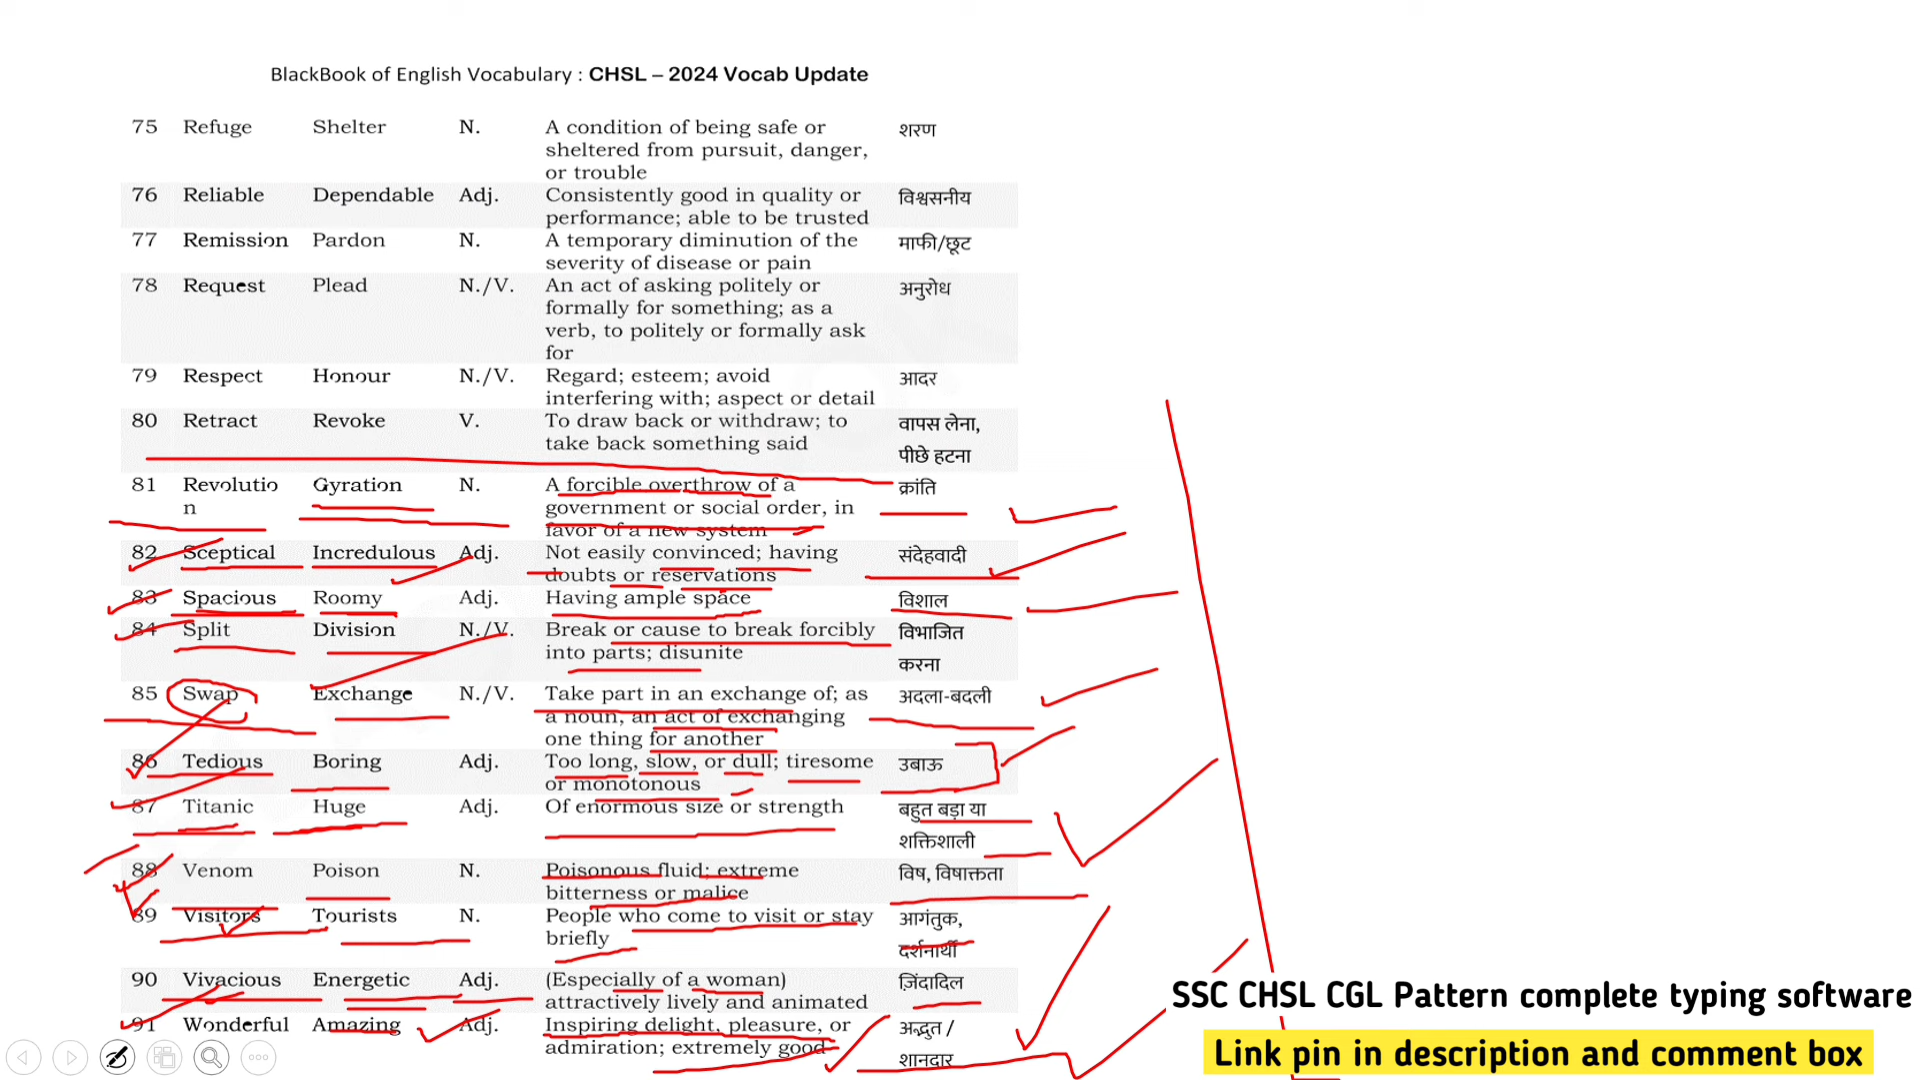 BlackBook of English Vocabulary : CHSL – 2024 Vocab Update
75 Refuge Shelter N. A condition of being safe or शरण
sheltered from pursuit, danger,
or trouble
76 Reliable Dependable Adj. Consistently good in quality or विश्वसनीय
performance; able to be trusted
77 Remission Pardon N. A temporary diminution of the माफी/छूट
severity of disease or pain
78 Request Plead N./V. An act of asking politely or अनुरोध
formally for something; as a
verb, to politely or formally ask
for
79 Respect Honour N./V. Regard; esteem; avoid आदर
interfering with; aspect or detail
80 Retract Revoke V. To draw back or withdraw; to वापस लेना,
take back something said पीछे हटना
81 Revolutio Gyration N. A forcible overthrow of a क्रांति
n government or social order, in
favor of a new system
82 Sceptical Incredulous Adj. Not easily convinced; having संदेहवादी
doubts or reservations
83 Spacious Roomy Adj. Having ample space विशाल
84 Split Division N./V. Break or cause to break forcibly विभाजित
into parts; disunite करना
85 Swap Exchange N./V. Take part in an exchange of; as अदला-बदली
a noun, an act of exchanging
one thing for another
86 Tedious Boring Adj. Too long, slow, or dull; tiresome उबाऊ
or monotonous
87 Titanic Huge Adj. Of enormous size or strength बहुत बड़ा या
शक्तिशाली
88 Venom Poison N. Poisonous fluid; extreme विष, विषाक्तता
bitterness or malice
89 Visitors Tourists N. People who come to visit or stay आगंतुक,
briefly दर्शनार्थी
90 Vivacious Energetic Adj. (Especially of a woman) ज़िंदादिल
attractively lively and animated
91 Wonderful Amazing Adj. Inspiring delight, pleasure, or अद्भुत /
admiration; extremely good शानदार
SSC CHSL CGL Pattern complete typing software
Link pin in description and comment box